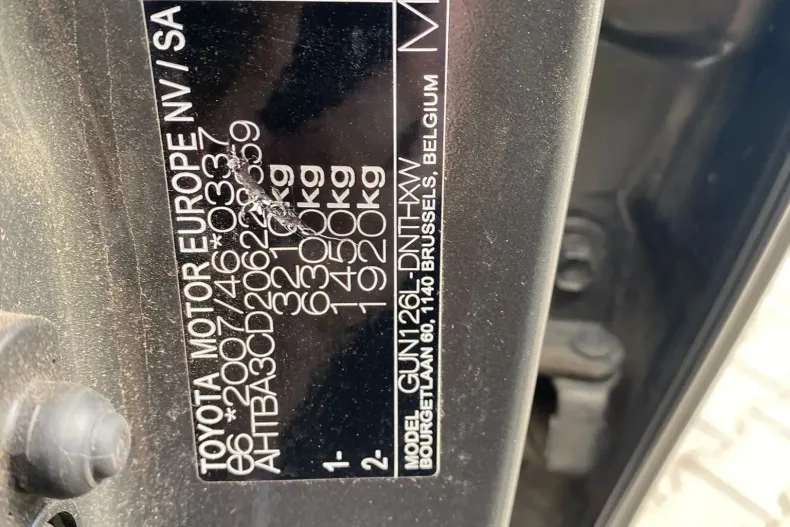 TOYOTA MOTOR EUROPE NV/SA
e6*2007/46*0337
3210kg
6300kg
1- 1450kg
2- 1920kg
MODEL GUN126L-DNTHXW
BOURGETLAAN 60, 1140 BRUSSELS, BELGIUM